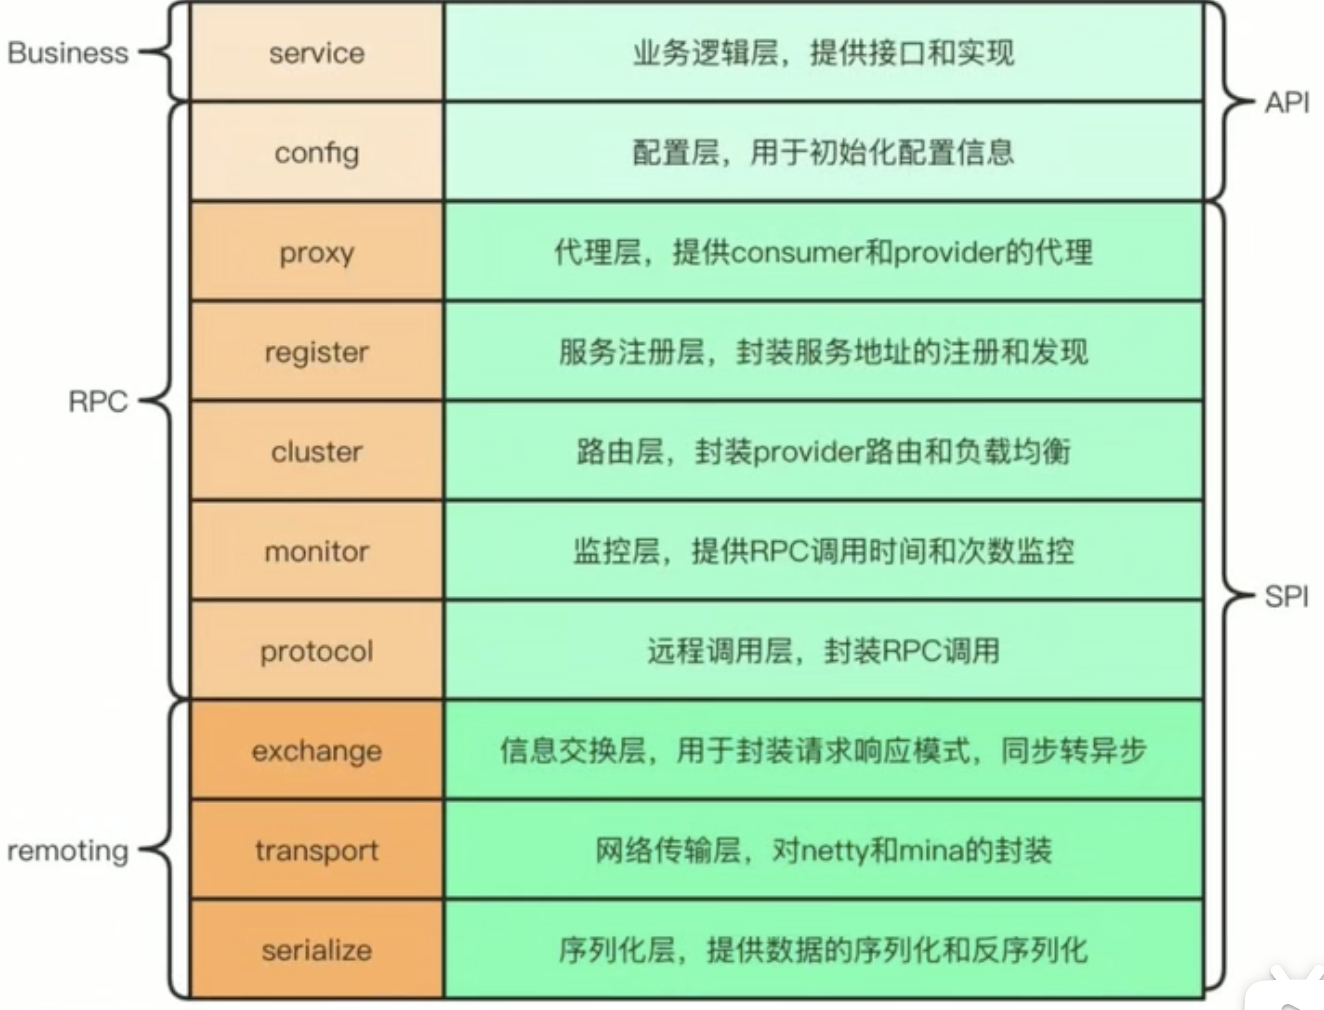 Business
service
业务逻辑层，提供接口和实现
API
config
配置层，用于初始化配置信息
proxy
代理层，提供consumer和provider的代理
register
服务注册层，封装服务地址的注册和发现
RPC
cluster
路由层，封装provider路由和负载均衡
monitor
监控层，提供RPC调用时间和次数监控
SPI
protocol
远程调用层，封装RPC调用
exchange
信息交换层，用于封装请求响应模式，同步转异步
remoting
transport
网络传输层，对netty和mina的封装
serialize
序列化层，提供数据的序列化和反序列化